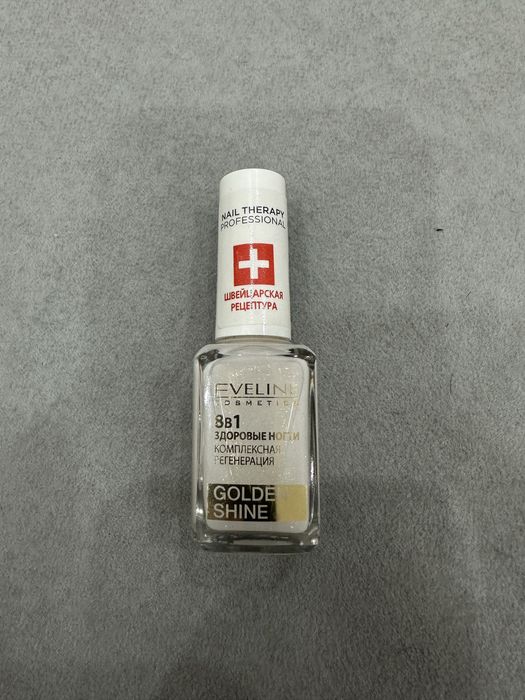 NAIL THERAPY
PROFESSIONAL
ШВЕЙЦАРСКАЯ
РЕЦЕПТУРА
EVELINE
COSMETICS
8в1
ЗДОРОВЫЕ НОГТИ
КОМПЛЕКСНАЯ
РЕГЕНЕРАЦИЯ
GOLDEN
SHINE